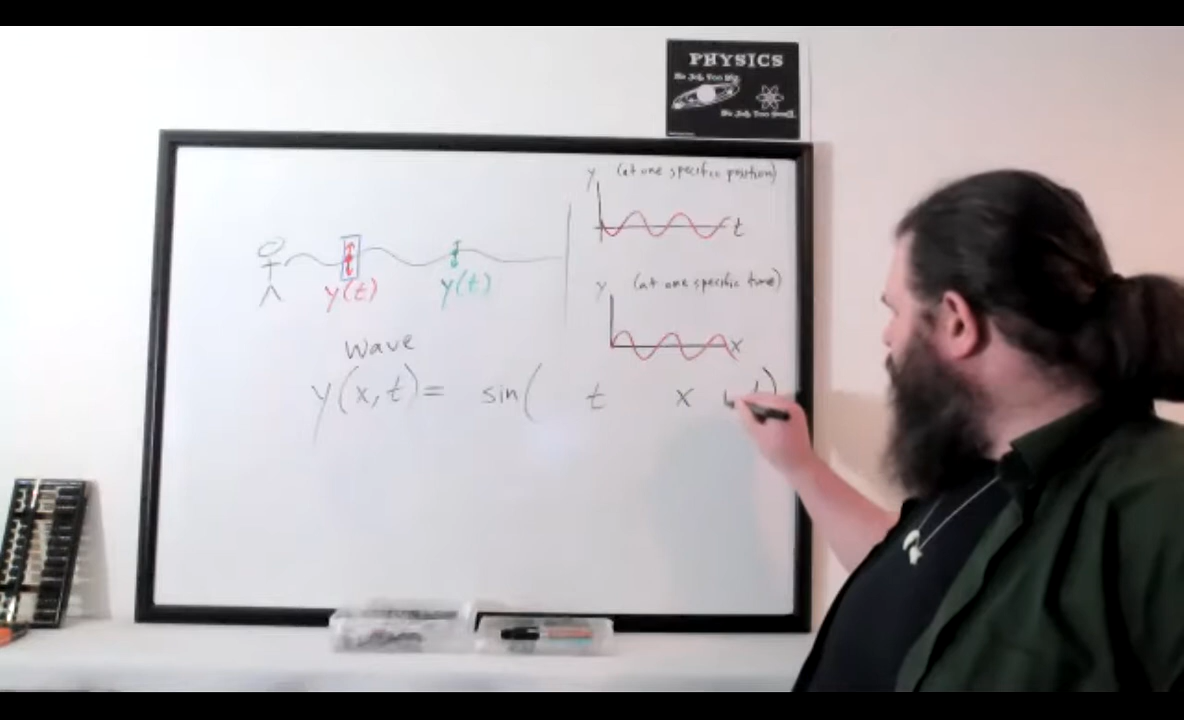 PHYSICS
No Job Too Big
No Job Too Small
y (at one specific position)
t
y(t) y(t)
y (at one specific time)
x
Wave
y(x,t)= sin( t x )